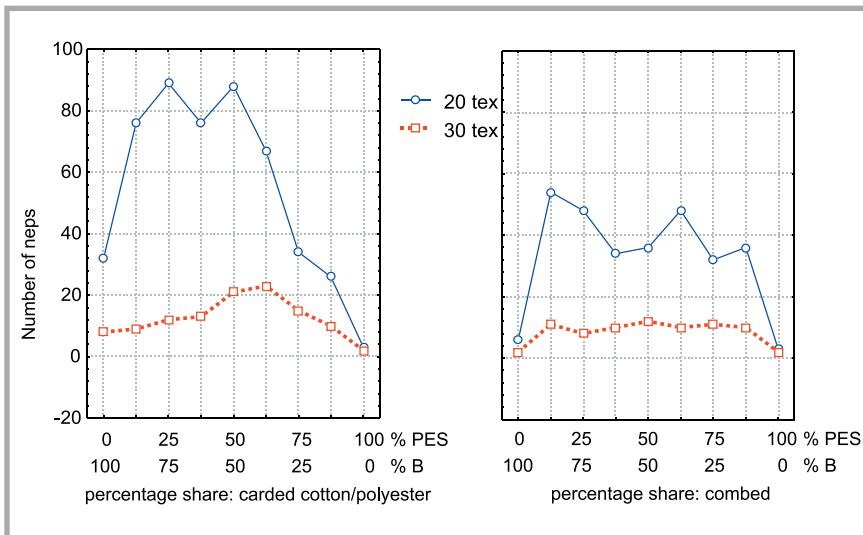 100
80
60
40
20
0
-20
Number of neps
20 tex
30 tex
0 25 50 75 100 % PES
100 75 50 25 0 % B
percentage share: carded cotton/polyester
0 25 50 75 100 % PES
100 75 50 25 0 % B
percentage share: combed